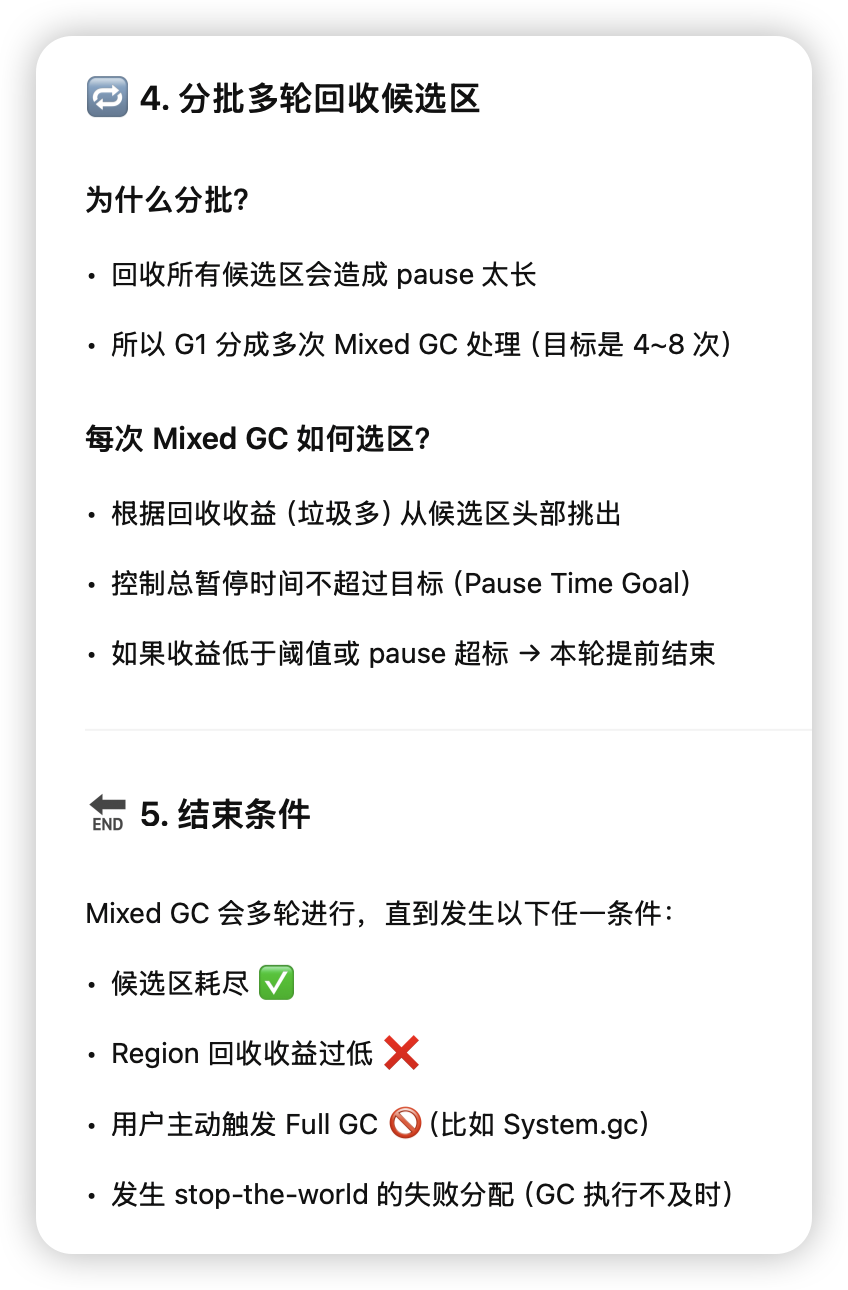 🔁 4. 分批多轮回收候选区
为什么分批？
• 回收所有候选区会造成 pause 太长
• 所以 G1 分成多次 Mixed GC 处理（目标是 4~8 次）
每次 Mixed GC 如何选区？
• 根据回收收益（垃圾多）从候选区头部挑出
• 控制总暂停时间不超过目标（Pause Time Goal）
• 如果收益低于阈值或 pause 超标 → 本轮提前结束
🔚 5. 结束条件
Mixed GC 会多轮进行，直到发生以下任一条件：
• 候选区耗尽 ✅
• Region 回收收益过低 ❌
• 用户主动触发 Full GC 🚫（比如 System.gc）
• 发生 stop-the-world 的失败分配（GC 执行不及时）